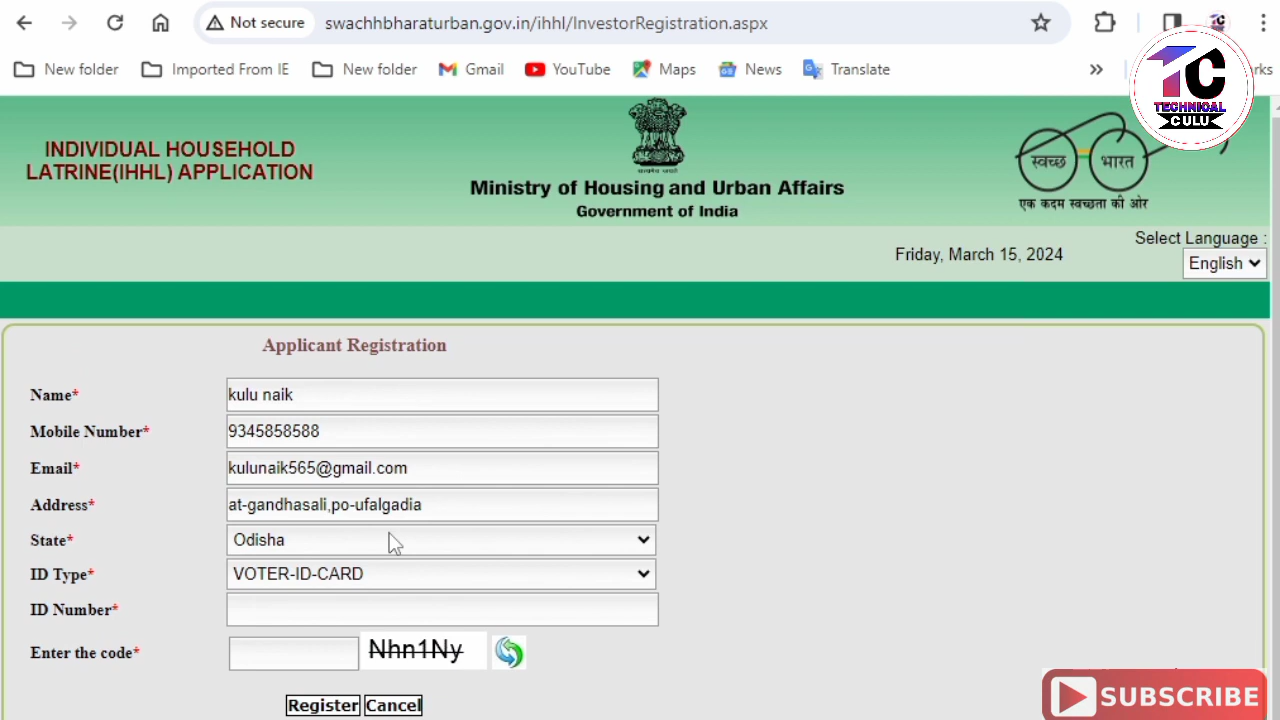 Not secure swachhbharaturban.gov.in/ihhl/InvestorRegistration.aspx
New folder Imported From IE New folder Gmail YouTube Maps News Translate »
TC
TECHNICAL
CULU
INDIVIDUAL HOUSEHOLD
LATRINE(IHHL) APPLICATION
सत्यमेव जयते
Ministry of Housing and Urban Affairs
Government of India
स्वच्छ भारत
एक कदम स्वच्छता की ओर
Friday, March 15, 2024
Select Language :
English
Applicant Registration
Name* kulu naik
Mobile Number* 9345858588
Email* kulunaik565@gmail.com
Address* at-gandhasali,po-ufalgadia
State* Odisha
ID Type* VOTER-ID-CARD
ID Number*
Enter the code* Nhn1Ny
Register Cancel
SUBSCRIBE